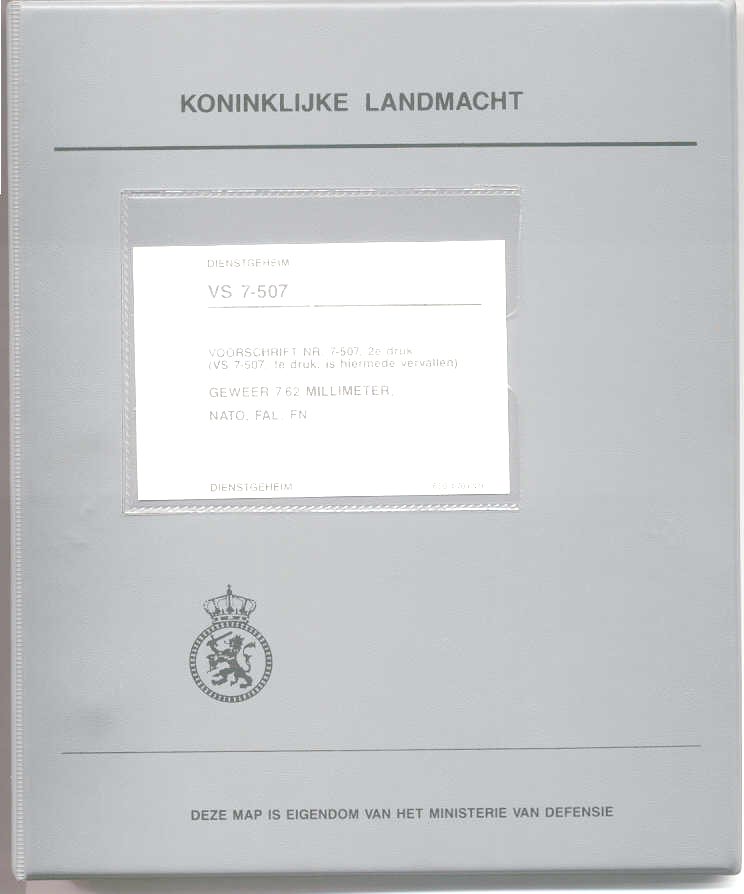 KONINKLIJKE LANDMACHT
DIENSTGEHEIM
VS 7-507
VOORSCHRIFT NR. 7-507, 2e druk
(VS 7-507, 1e druk, is hiermede vervallen)
GEWEER 7.62 MILLIMETER,
NATO, FAL, FN
DIENSTGEHEIM
DEZE MAP IS EIGENDOM VAN HET MINISTERIE VAN DEFENSIE